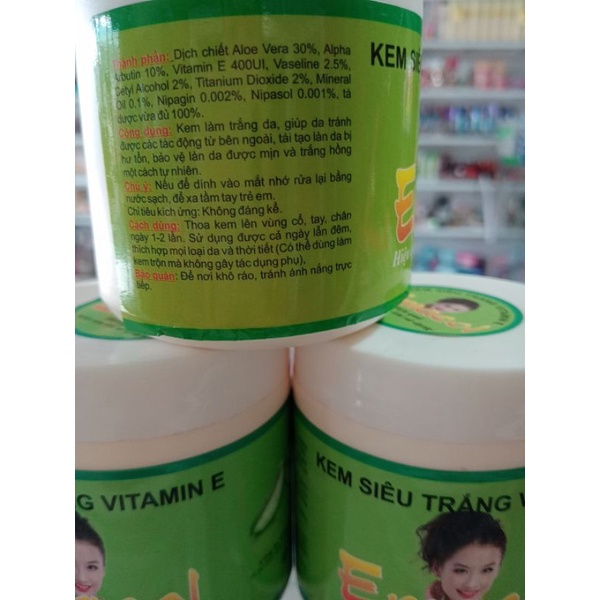 Thành phần: Dịch chiết Aloe Vera 30%, Alpha
Arbutin 10%, Vitamin E 400UI, Vaseline 2.5%,
Cetyl Alcohol 2%, Titanium Dioxide 2%, Mineral
Oil 0.1%, Nipagin 0.002%, Nipasol 0.001%, tá
dược vừa đủ 100%.
Công dụng: Kem làm trắng da, giúp da tránh
được các tác động từ bên ngoài, tái tạo làn da bị
hư tổn, bảo vệ làn da được mịn và trắng hồng
một cách tự nhiên.
Chú ý: Nếu để dính vào mắt nhớ rửa lại bằng
nước sạch, để xa tầm tay trẻ em.
Chỉ tiêu kích ứng: Không đáng kể.
Cách dùng: Thoa kem lên vùng cổ, tay, chân
ngày 1-2 lần. Sử dụng được cả ngày lẫn đêm,
thích hợp mọi loại da và thời tiết (Có thể dùng làm
kem trộn mà không gây tác dụng phụ).
Bảo quản: Để nơi khô ráo, tránh ánh nắng trực
tiếp.
KEM SIÊ
E
G VITAMIN E
KEM SIÊU TRẮNG V